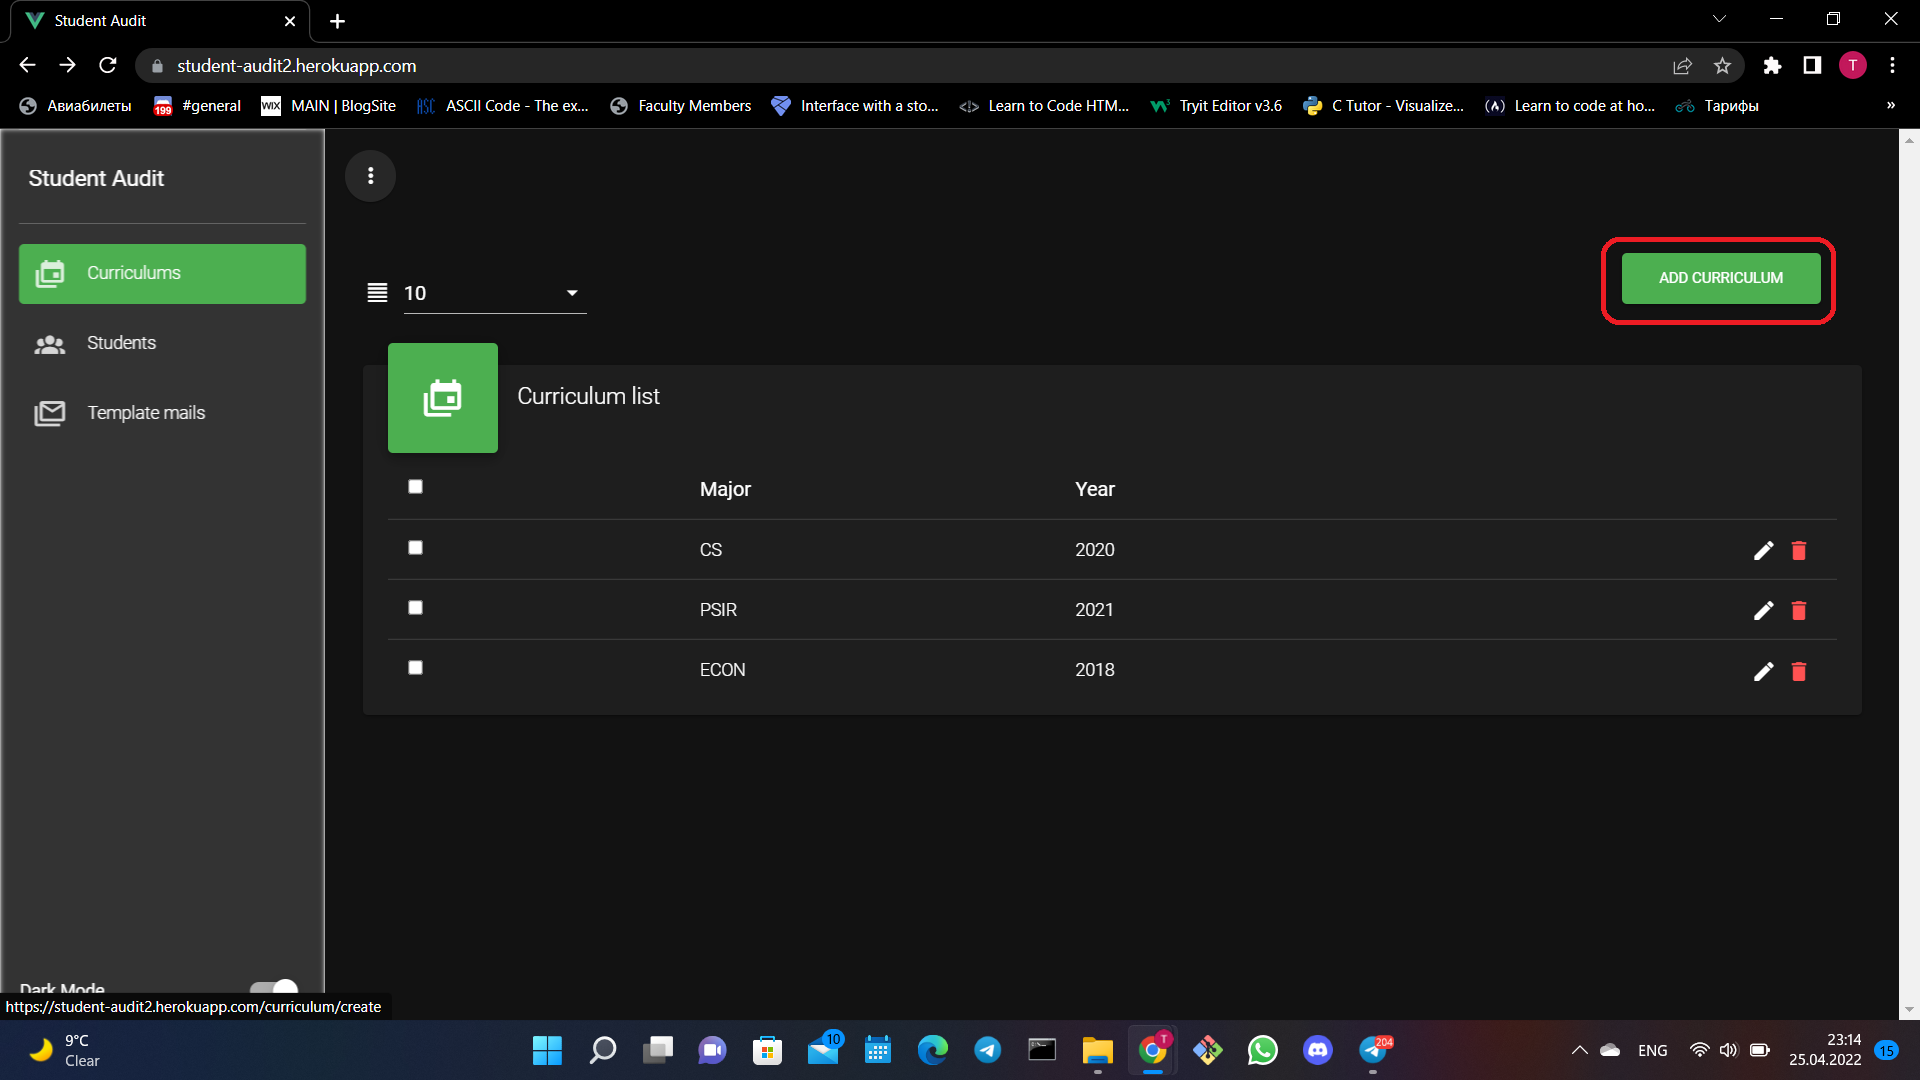 Student Audit
student-audit2.herokuapp.com
T
Авиабилеты
199
#general
WIX
MAIN | BlogSite
ASC
ASCII Code - The ex...
Faculty Members
Interface with a sto...
Learn to Code HTM...
Tryit Editor v3.6
C Tutor - Visualize...
Learn to code at ho...
Тарифы
»
Student Audit
Curriculums
Students
Template mails
10
ADD CURRICULUM
Curriculum list
Major Year
CS 2020
PSIR 2021
ECON 2018
Dark Mode
https://student-audit2.herokuapp.com/curriculum/create
9°C
Clear
10
T
204
ENG
23:14
25.04.2022
15